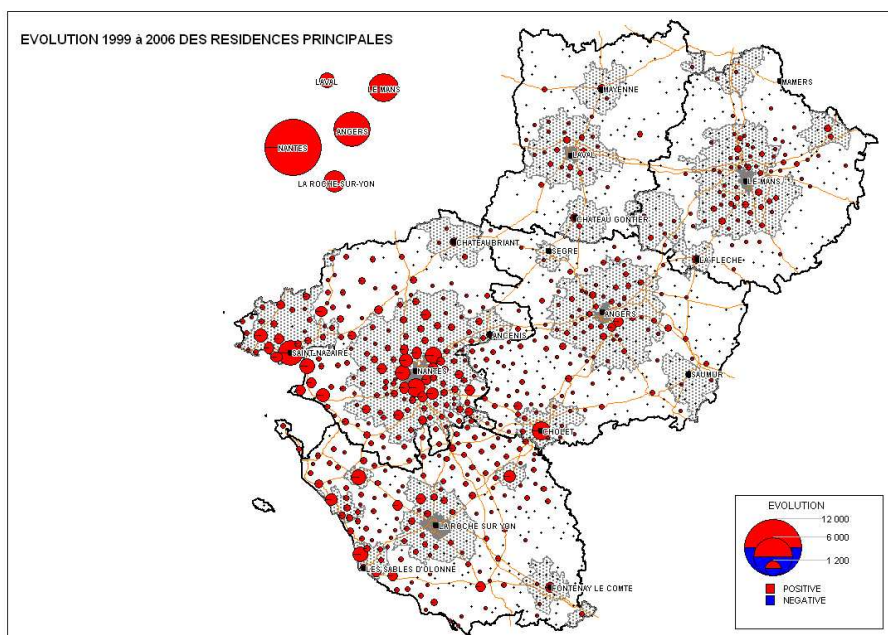 EVOLUTION 1999 à 2006 DES RESIDENCES PRINCIPALES
LAVAL
LE MANS
ANGERS
NANTES
LA ROCHE-SUR-YON
MAMERS
MAYENNE
LAVAL
LE MANS
CHATEAU GONTIER
CHATEAUBRIANT
SEGRE
LA FLECHE
ANGERS
ANCENIS
SAINT-NAZAIRE
NANTES
SAUMUR
CHOLET
LA ROCHE SUR YON
LES SABLES D'OLONNE
FONTENAY LE COMTE
EVOLUTION
12 000
6 000
1 200
POSITIVE
NEGATIVE